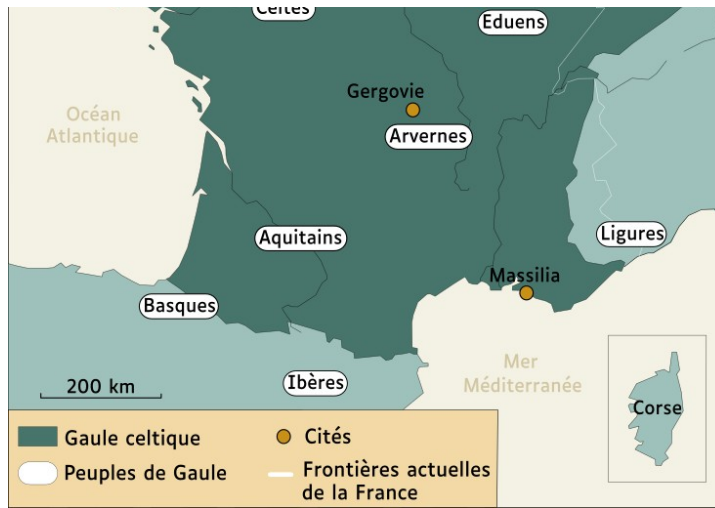 Celtes
Eduens
Gergovie
Océan
Atlantique
Arvernes
Aquitains
Ligures
Massilia
Basques
Mer
Méditerranée
200 km
Ibères
Corse
Gaule celtique
Cités
Peuples de Gaule
Frontières actuelles
de la France